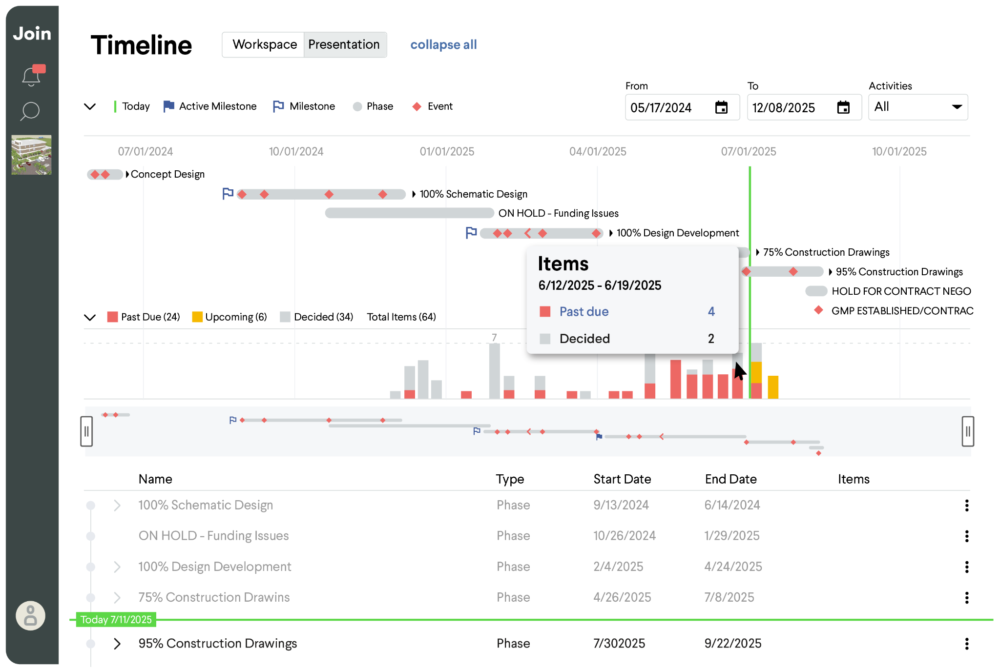 Join
Timeline
Workspace Presentation
collapse all
Today Active Milestone Milestone Phase Event
From To Activities
05/17/2024 12/08/2025 All
07/01/2024 10/01/2024 01/01/2025 04/01/2025 07/01/2025 10/01/2025
Concept Design
100% Schematic Design
ON HOLD - Funding Issues
100% Design Development
75% Construction Drawings
95% Construction Drawings
HOLD FOR CONTRACT NEGO
GMP ESTABLISHED/CONTRAC
Items
6/12/2025 - 6/19/2025
Past due 4
Decided 2
Past Due (24) Upcoming (6) Decided (34) Total Items (64)
7
Name Type Start Date End Date Items
100% Schematic Design Phase 9/13/2024 6/14/2024
ON HOLD - Funding Issues Phase 10/26/2024 1/29/2025
100% Design Development Phase 2/4/2025 4/24/2025
75% Construction Drawins Phase 4/26/2025 7/8/2025
Today 7/11/2025
95% Construction Drawings Phase 7/302025 9/22/2025